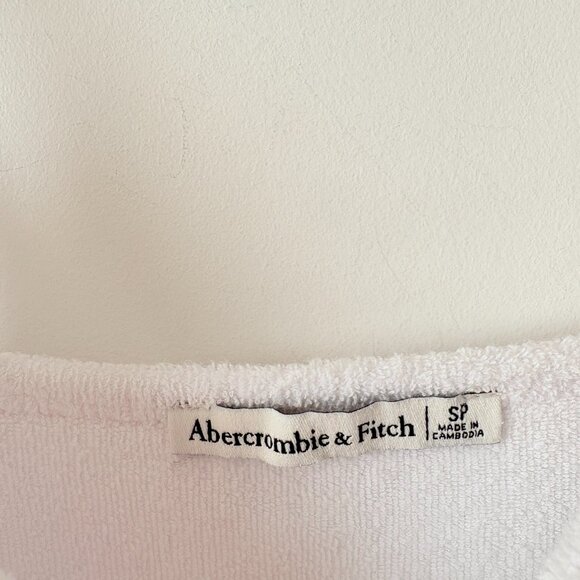 Abercrombie & Fitch
SP
MADE IN
CAMBODIA